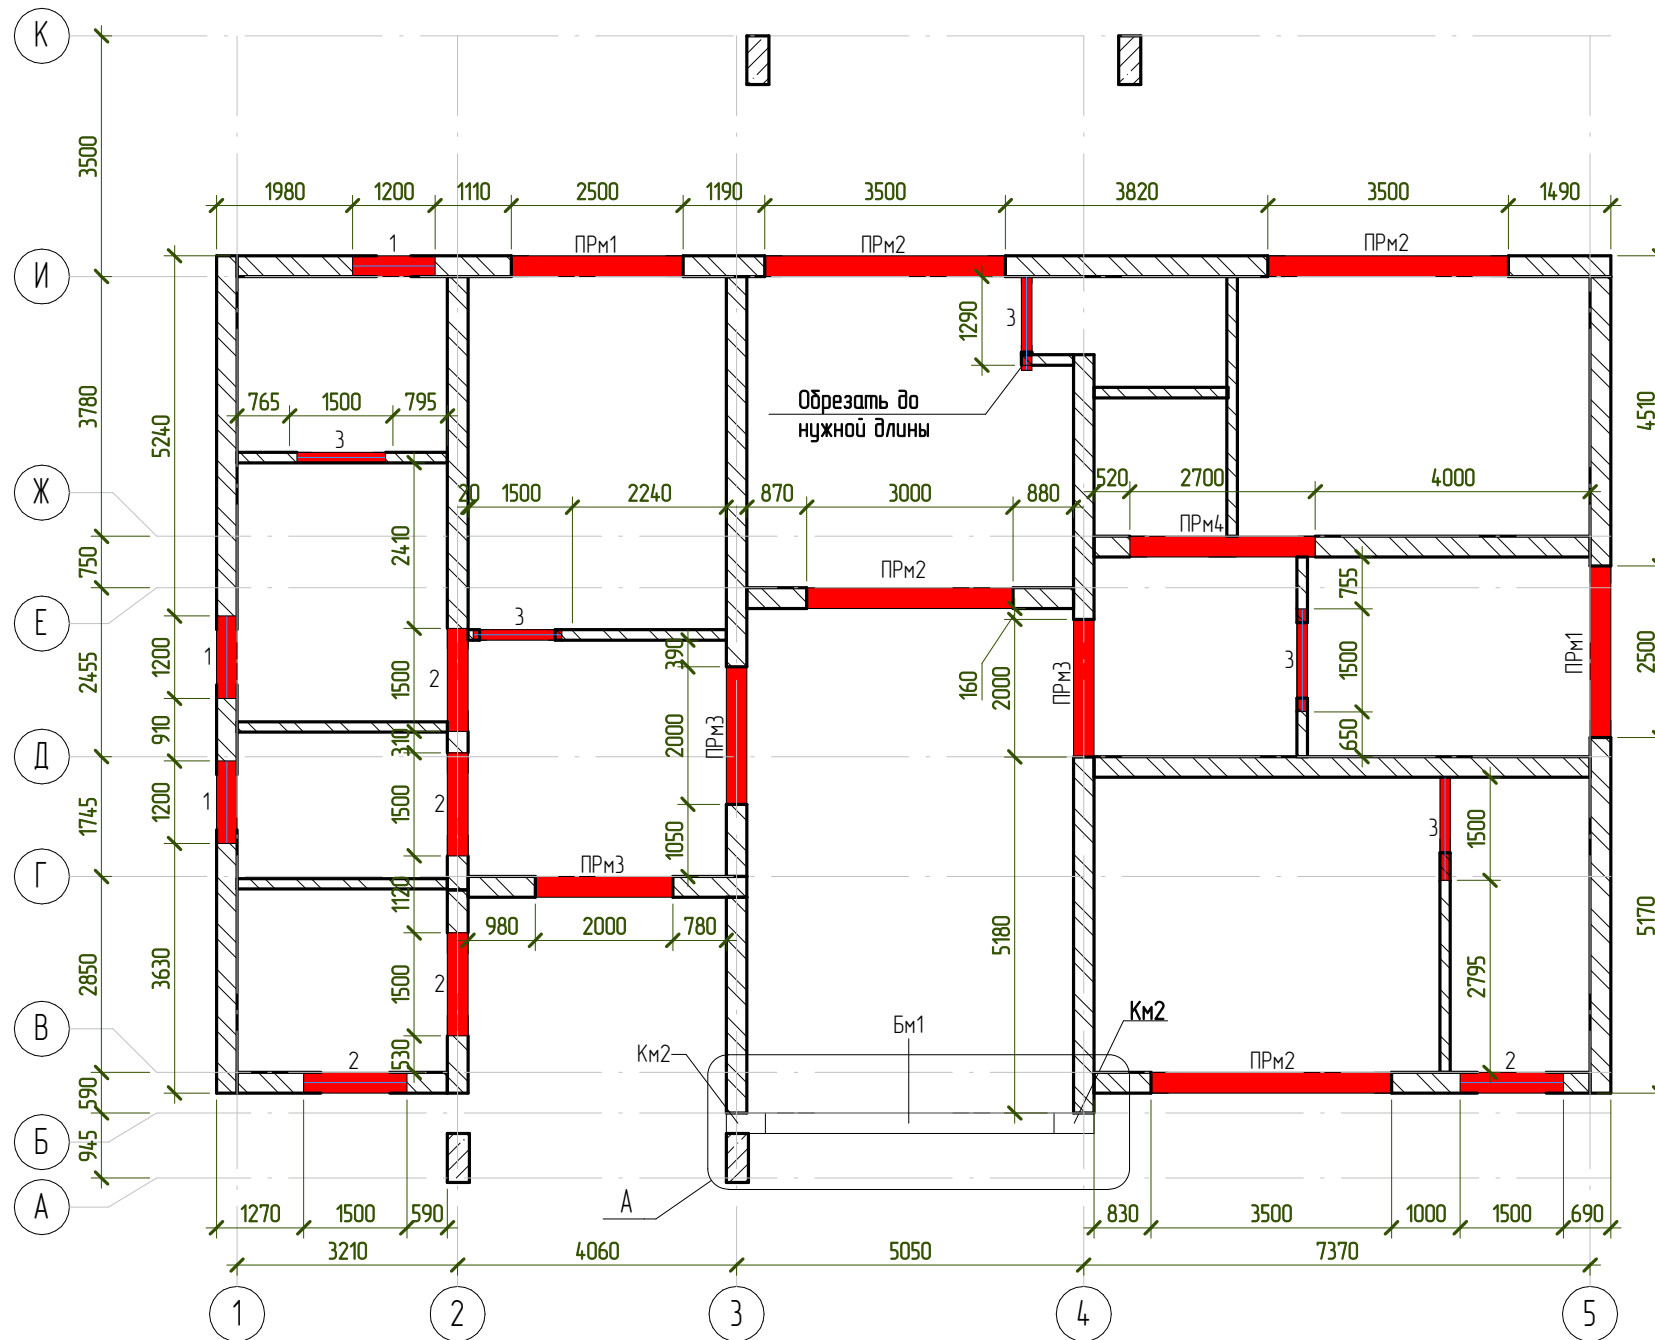 К
3500
1980 1200 1110 2500 1190 3500 3820 3500 1490
1 ПРм1 ПРм2 ПРм2
И
1290
3
3780
5240
4510
765 1500 795
3
Обрезать до
нужной длины
Ж
20 1500 2240 870 3000 880 520 2700 4000
ПРм4
750
2410
ПРм2
755
Е
3
2455
1200
1
1500
2
390
2000
ПРм3
160
2000
ПРм3
3
1500
650
ПРм1
2500
910
310
Д
1745
1200
1
1500
2
1050
3
1500
Г
ПРм3
1120
980 2000 780
5180
5170
2850
3630
1500
2
2795
В
530
2
Км2
Бм1
Км2
ПРм2
2
590
Б
945
А
А
1270 1500 590 830 3500 1000 1500 690
3210 4060 5050 7370
1 2 3 4 5